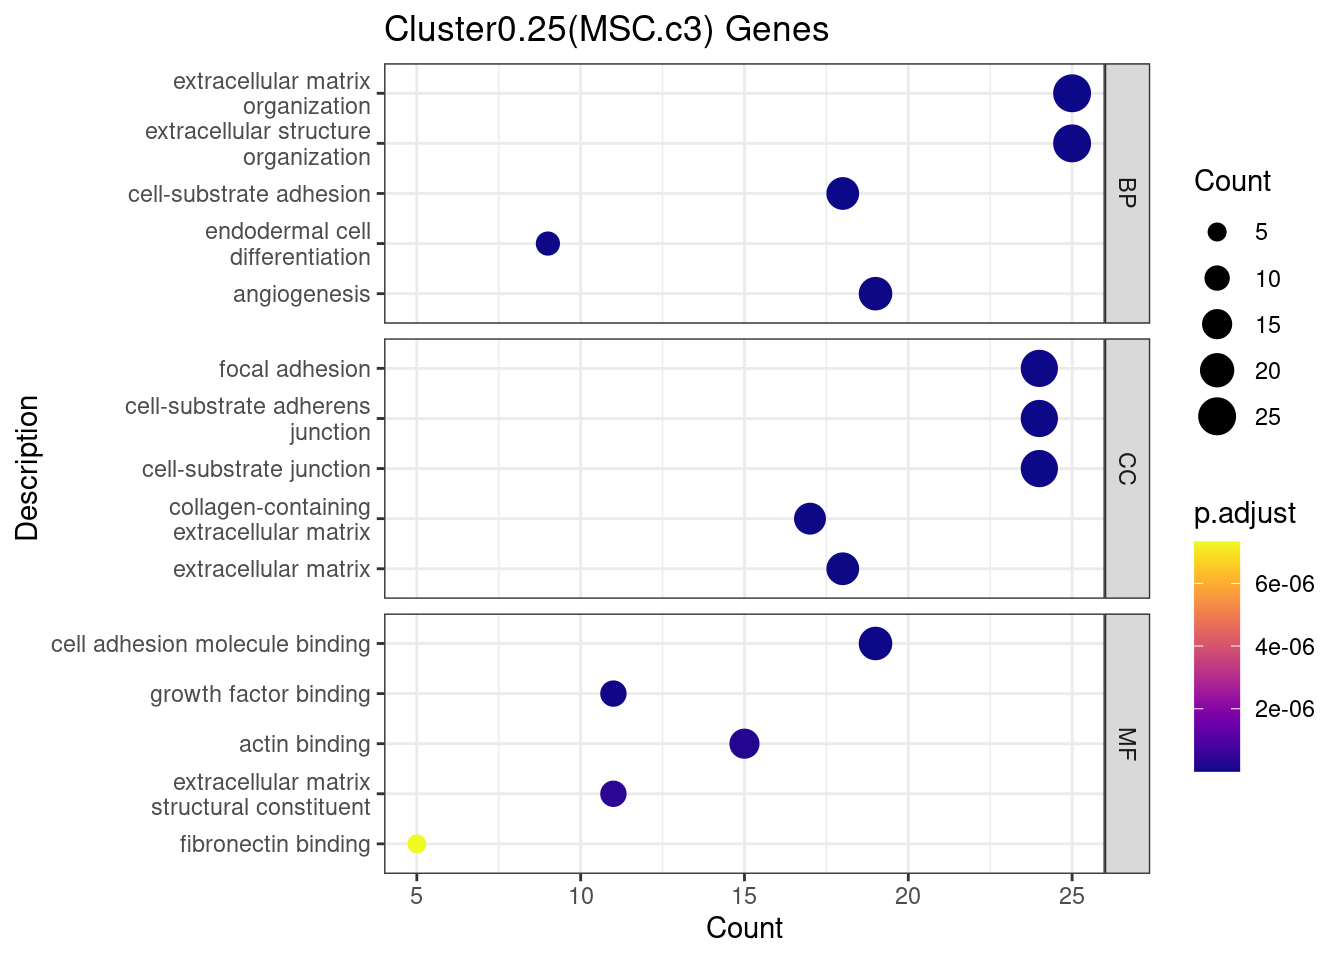 Cluster0.25(MSC.c3) Genes
extracellular matrix
organization
extracellular structure
organization
cell-substrate adhesion
endodermal cell
differentiation
angiogenesis
BP
focal adhesion
cell-substrate adherens
junction
cell-substrate junction
collagen-containing
extracellular matrix
extracellular matrix
CC
cell adhesion molecule binding
growth factor binding
actin binding
extracellular matrix
structural constituent
fibronectin binding
MF
Description
5
10
15
20
25
Count
Count
5
10
15
20
25
p.adjust
6e-06
4e-06
2e-06